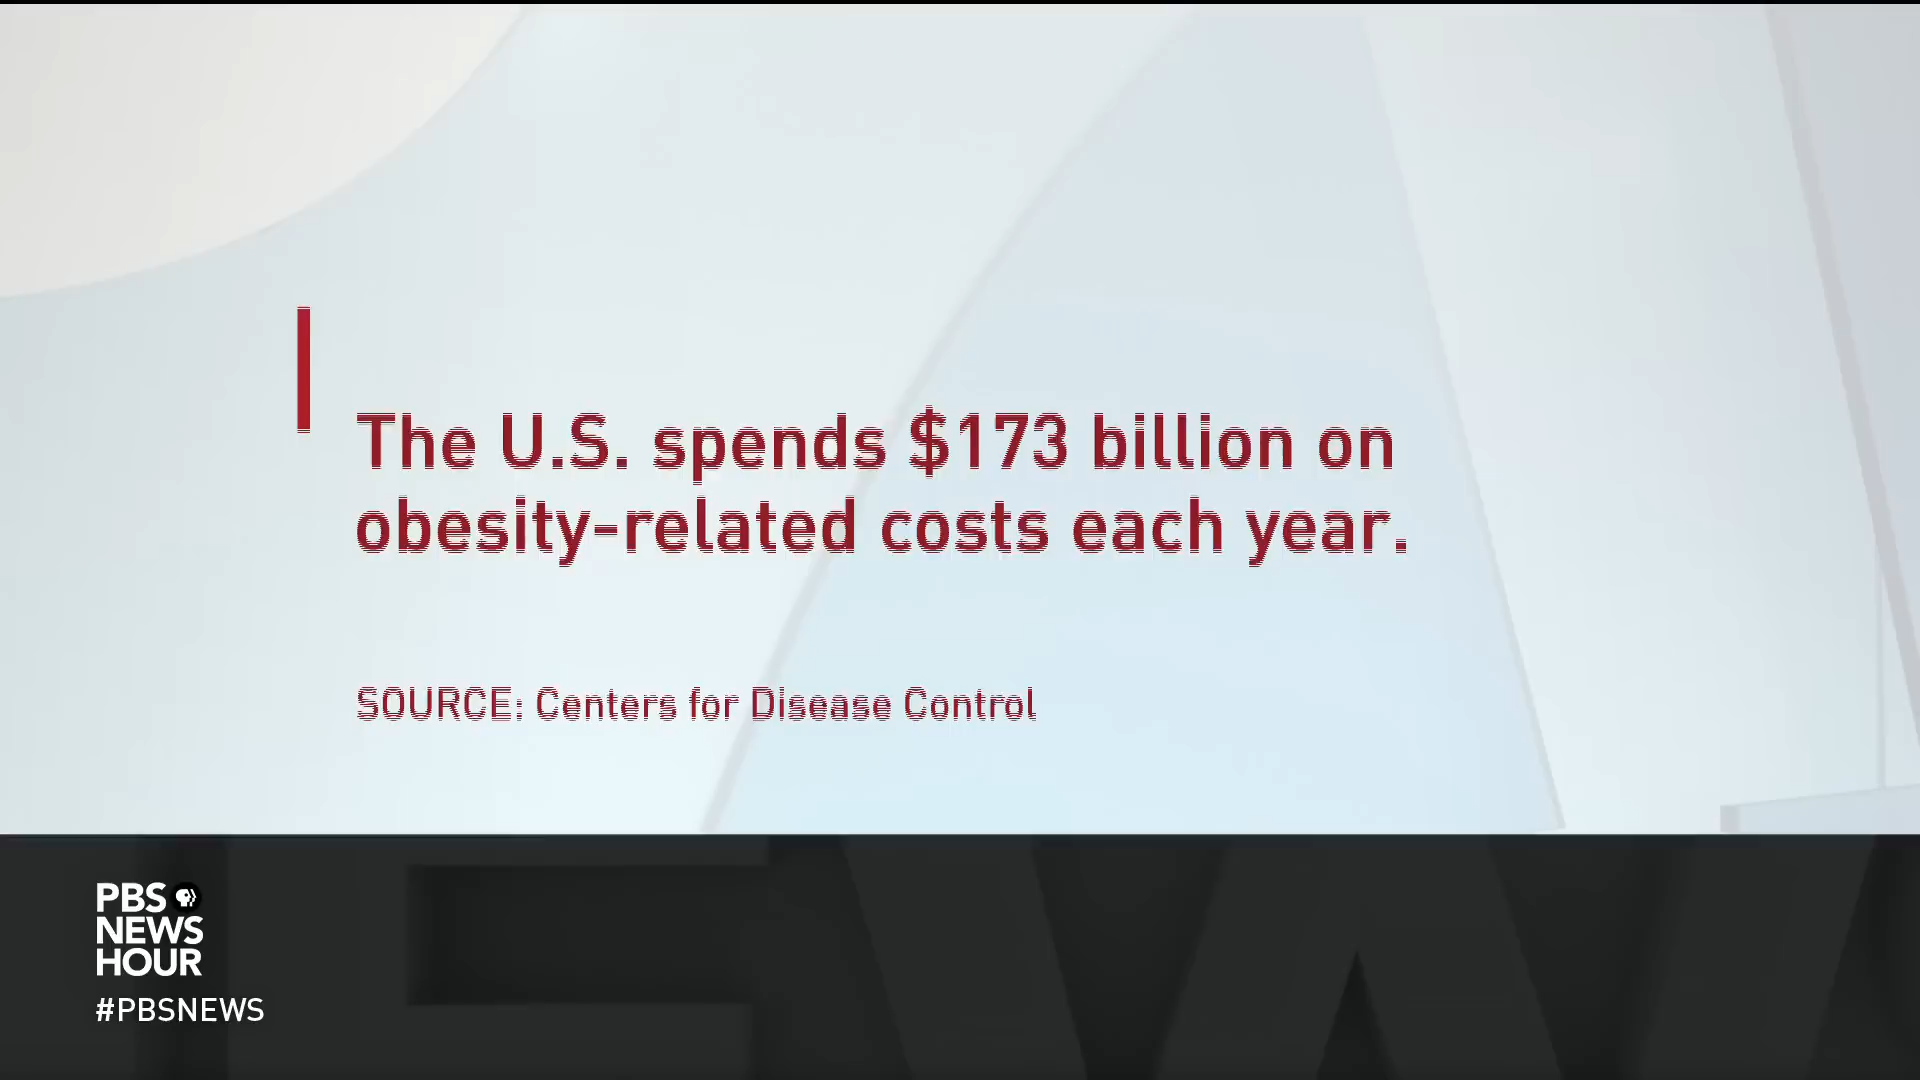 The U.S. spends $173 billion on
obesity-related costs each year.
SOURCE: Centers for Disease Control
PBS
NEWS
HOUR
#PBSNEWS